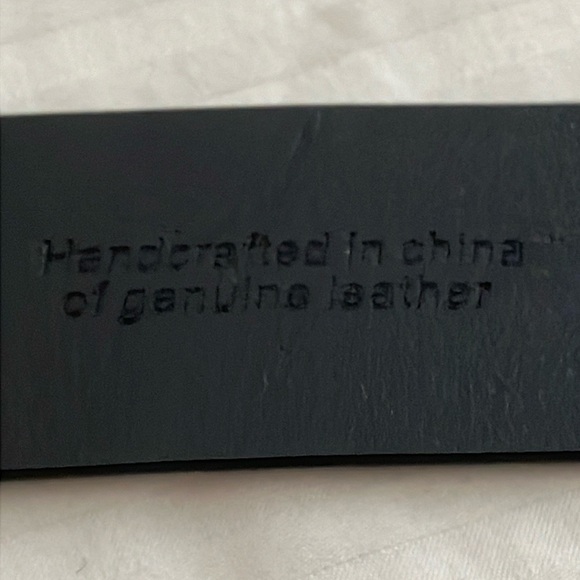 Handcrafted in china
of genuine leather